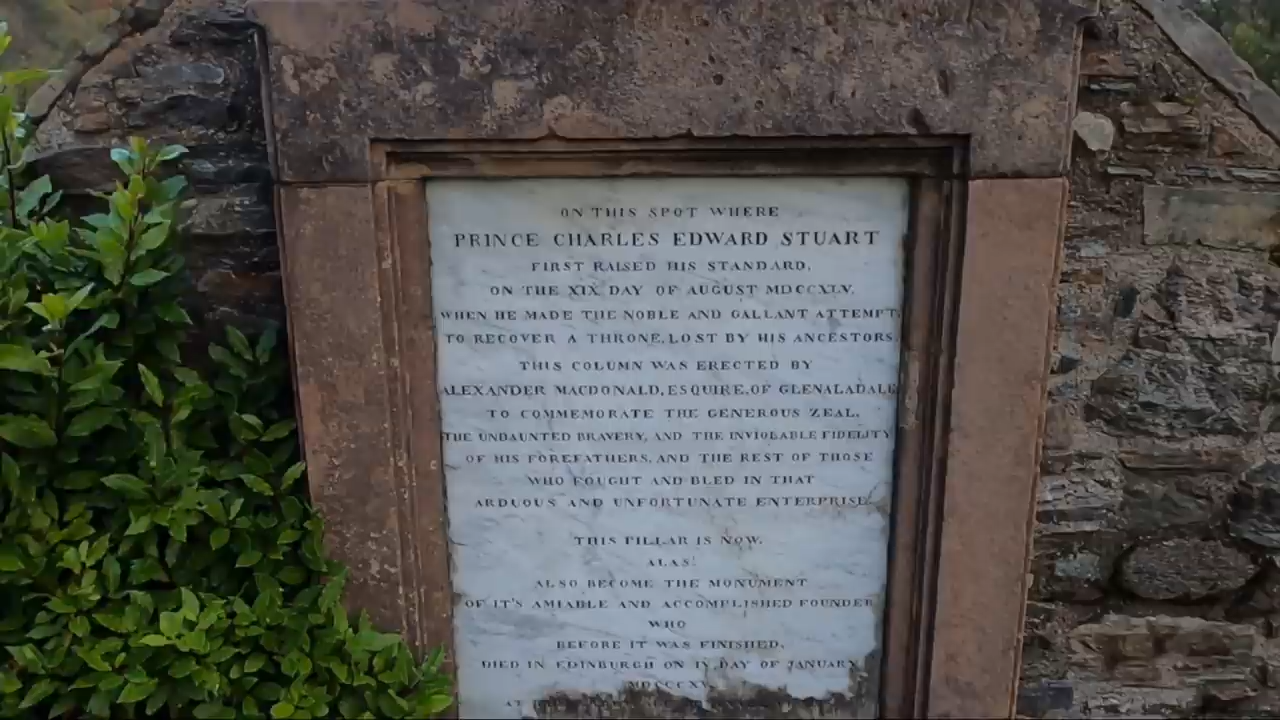 ON THIS SPOT WHERE
PRINCE CHARLES EDWARD STUART
FIRST RAISED HIS STANDARD,
ON THE XIX DAY OF AUGUST MDCCXLV,
WHEN HE MADE THE NOBLE AND GALLANT ATTEMPT,
TO RECOVER A THRONE, LOST BY HIS ANCESTORS,
THIS COLUMN WAS ERECTED BY
ALEXANDER MACDONALD, ESQUIRE, OF GLENALADALE
TO COMMEMORATE THE GENEROUS ZEAL,
THE UNDAUNTED BRAVERY, AND THE INVIOLABLE FIDELITY
OF HIS FOREFATHERS, AND THE REST OF THOSE
WHO FOUGHT AND BLED IN THAT
ARDUOUS AND UNFORTUNATE ENTERPRISE.
THIS PILLAR IS NOW,
ALAS!
ALSO BECOME THE MONUMENT
OF IT'S AMIABLE AND ACCOMPLISHED FOUNDER
WHO
BEFORE IT WAS FINISHED,
DIED IN EDINBURGH ON DAY OF JANUARY
AT